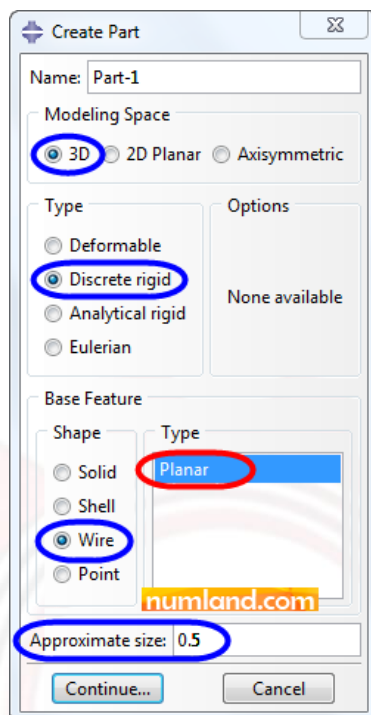 Create Part
Name: Part-1
Modeling Space
3D 2D Planar Axisymmetric
Type
Deformable
Discrete rigid
Analytical rigid
Eulerian
Options
None available
Base Feature
Shape
Solid
Shell
Wire
Point
Type
Planar
numland.com
Approximate size: 0.5
Continue... Cancel